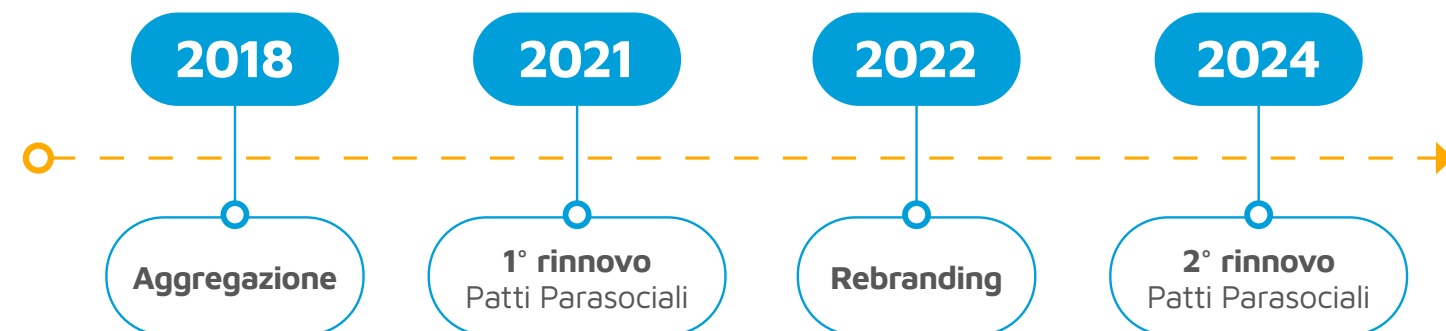 2018
2021
2022
2024
Aggregazione
1° rinnovo
Patti Parasociali
Rebranding
2° rinnovo
Patti Parasociali